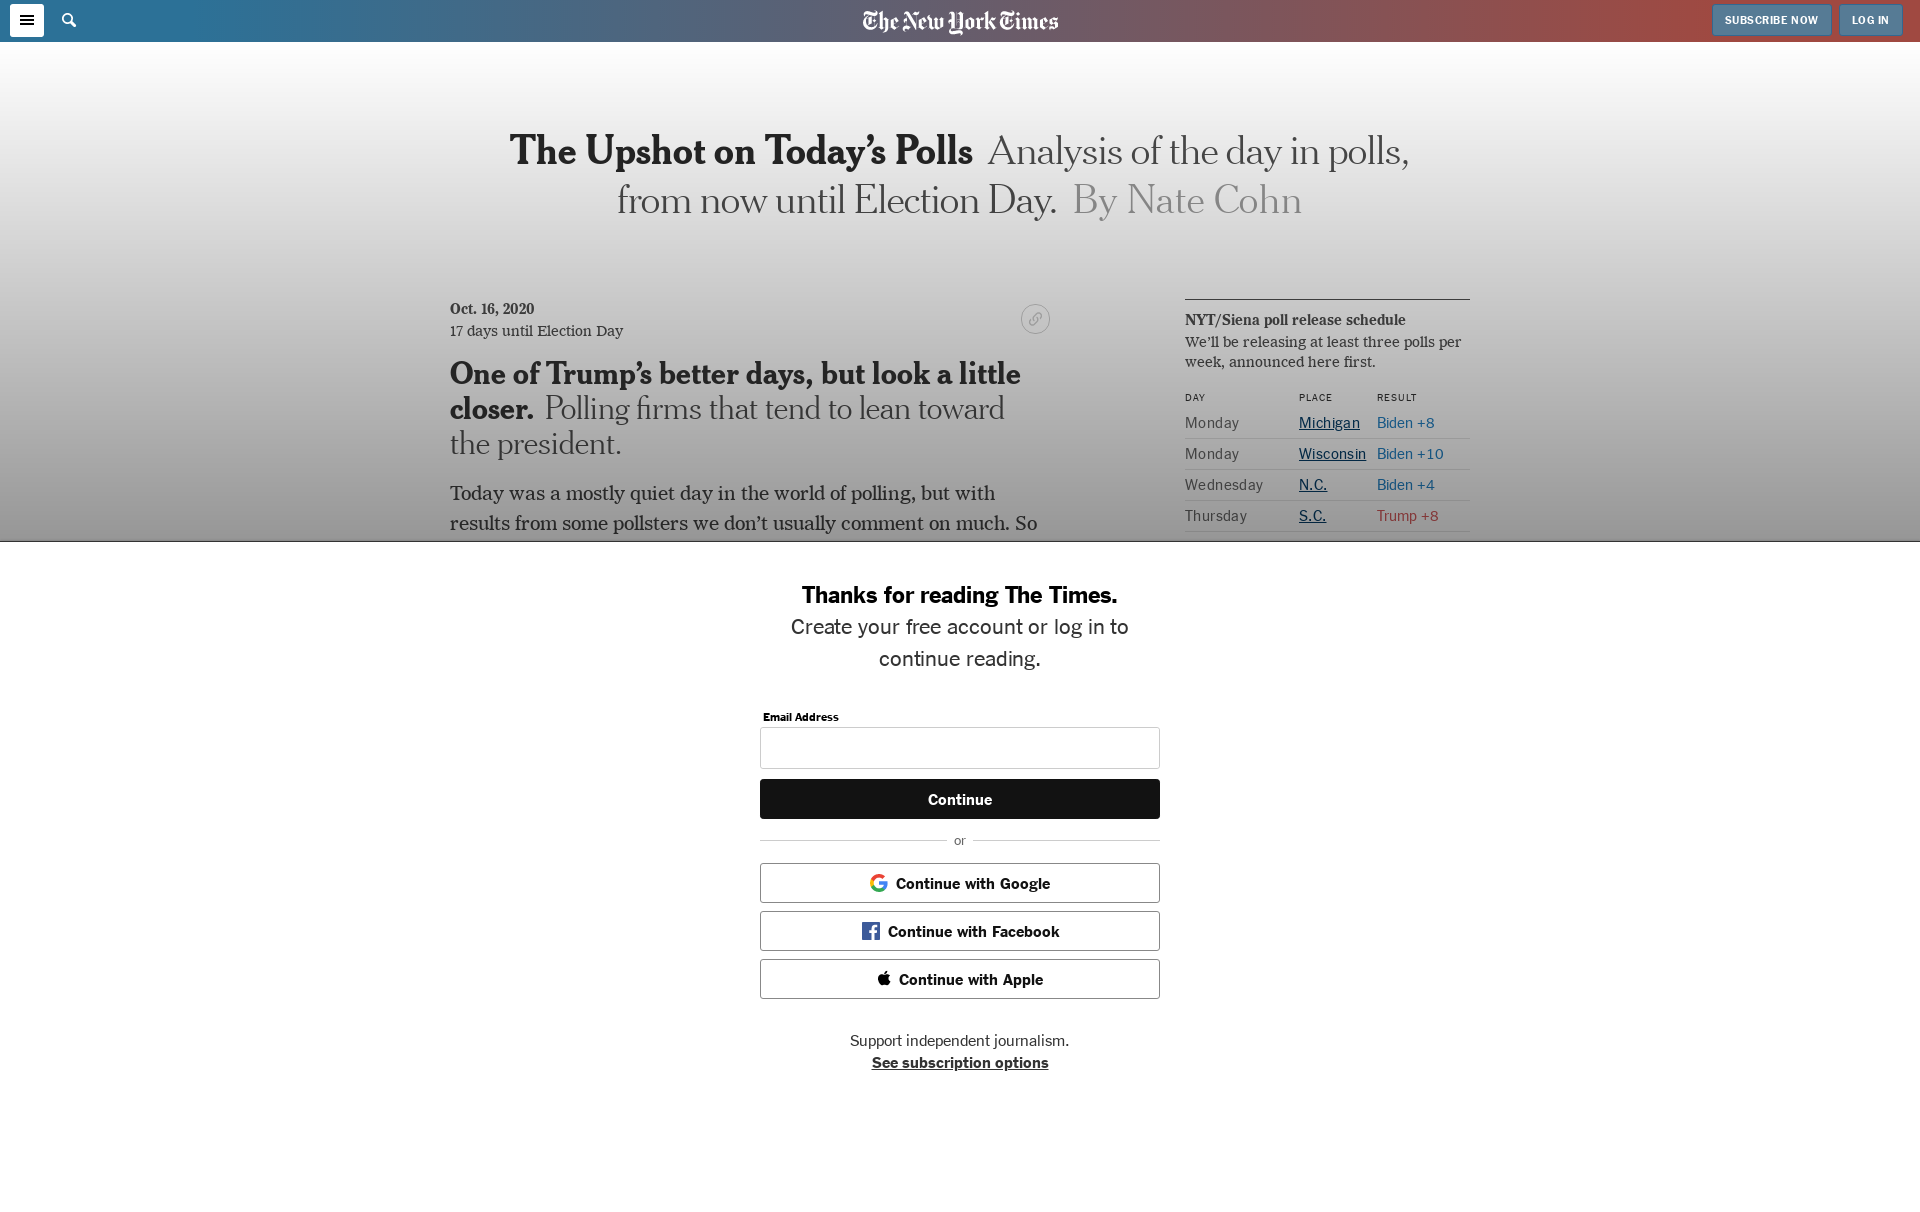 The New York Times
SUBSCRIBE NOW
LOG IN
The Upshot on Today’s Polls Analysis of the day in polls,
from now until Election Day. By Nate Cohn
Oct. 16, 2020
17 days until Election Day
One of Trump’s better days, but look a little
closer. Polling firms that tend to lean toward
the president.
Today was a mostly quiet day in the world of polling, but with
results from some pollsters we don’t usually comment on much. So
NYT/Siena poll release schedule
We’ll be releasing at least three polls per
week, announced here first.
DAY PLACE RESULT
Monday Michigan Biden +8
Monday Wisconsin Biden +10
Wednesday N.C. Biden +4
Thursday S.C. Trump +8
Thanks for reading The Times.
Create your free account or log in to
continue reading.
Email Address
Continue
or
Continue with Google
Continue with Facebook
Continue with Apple
Support independent journalism.
See subscription options